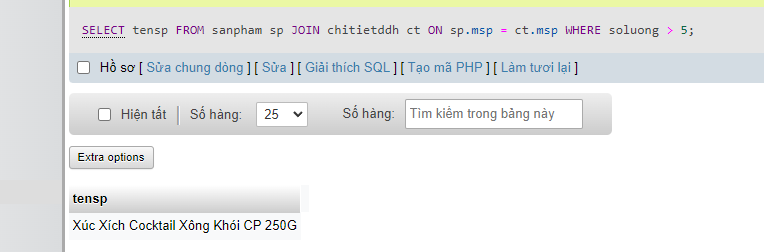 SELECT tensp FROM sanpham sp JOIN chitietddh ct ON sp.msp = ct.msp WHERE soluong > 5;
Hồ sơ [ Sửa chung dòng ] [ Sửa ] [ Giải thích SQL ] [ Tạo mã PHP ] [ Làm tươi lại ]
Hiện tất Số hàng: 25 Số hàng: Tìm kiếm trong bảng này
Extra options
tensp
Xúc Xích Cocktail Xông Khói CP 250G